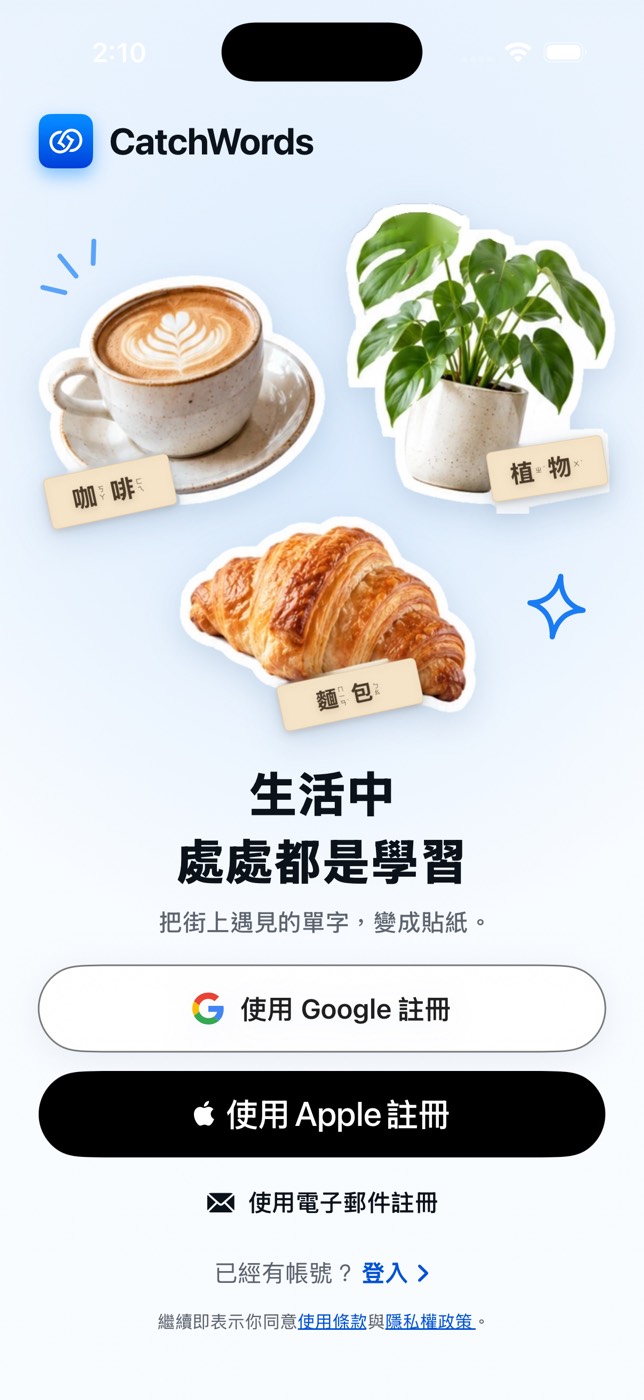 2:10
CatchWords
咖啡
植物
麵包
生活中
處處都是學習
把街上遇見的單字，變成貼紙。
使用 Google 註冊
使用 Apple 註冊
使用電子郵件註冊
已經有帳號？ 登入
繼續即表示你同意使用條款與隱私權政策。